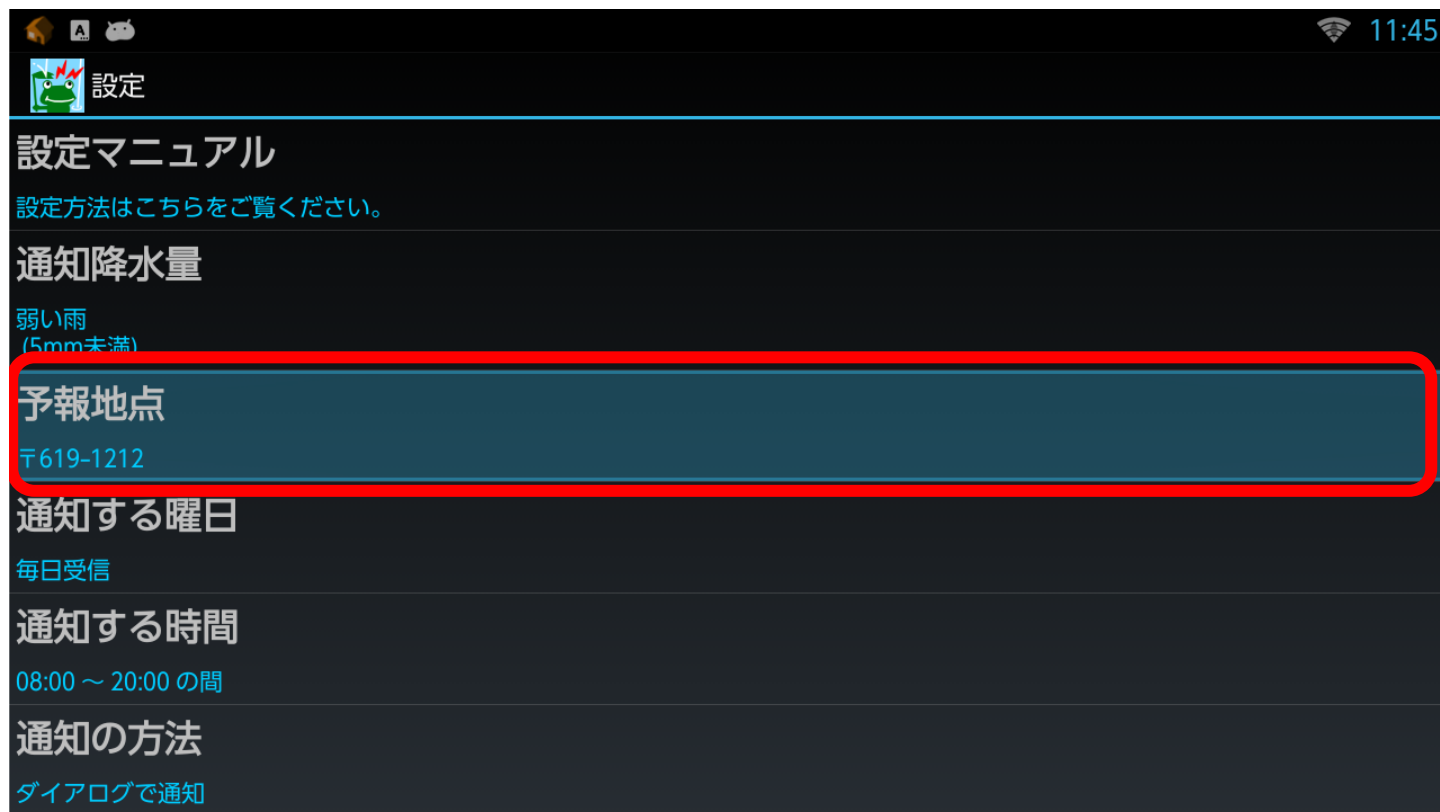 11:45
設定
設定マニュアル
設定方法はこちらをご覧ください。
通知降水量
弱い雨
(5mm未満)
予報地点
〒619-1212
通知する曜日
毎日受信
通知する時間
08:00 ～ 20:00 の間
通知の方法
ダイアログで通知